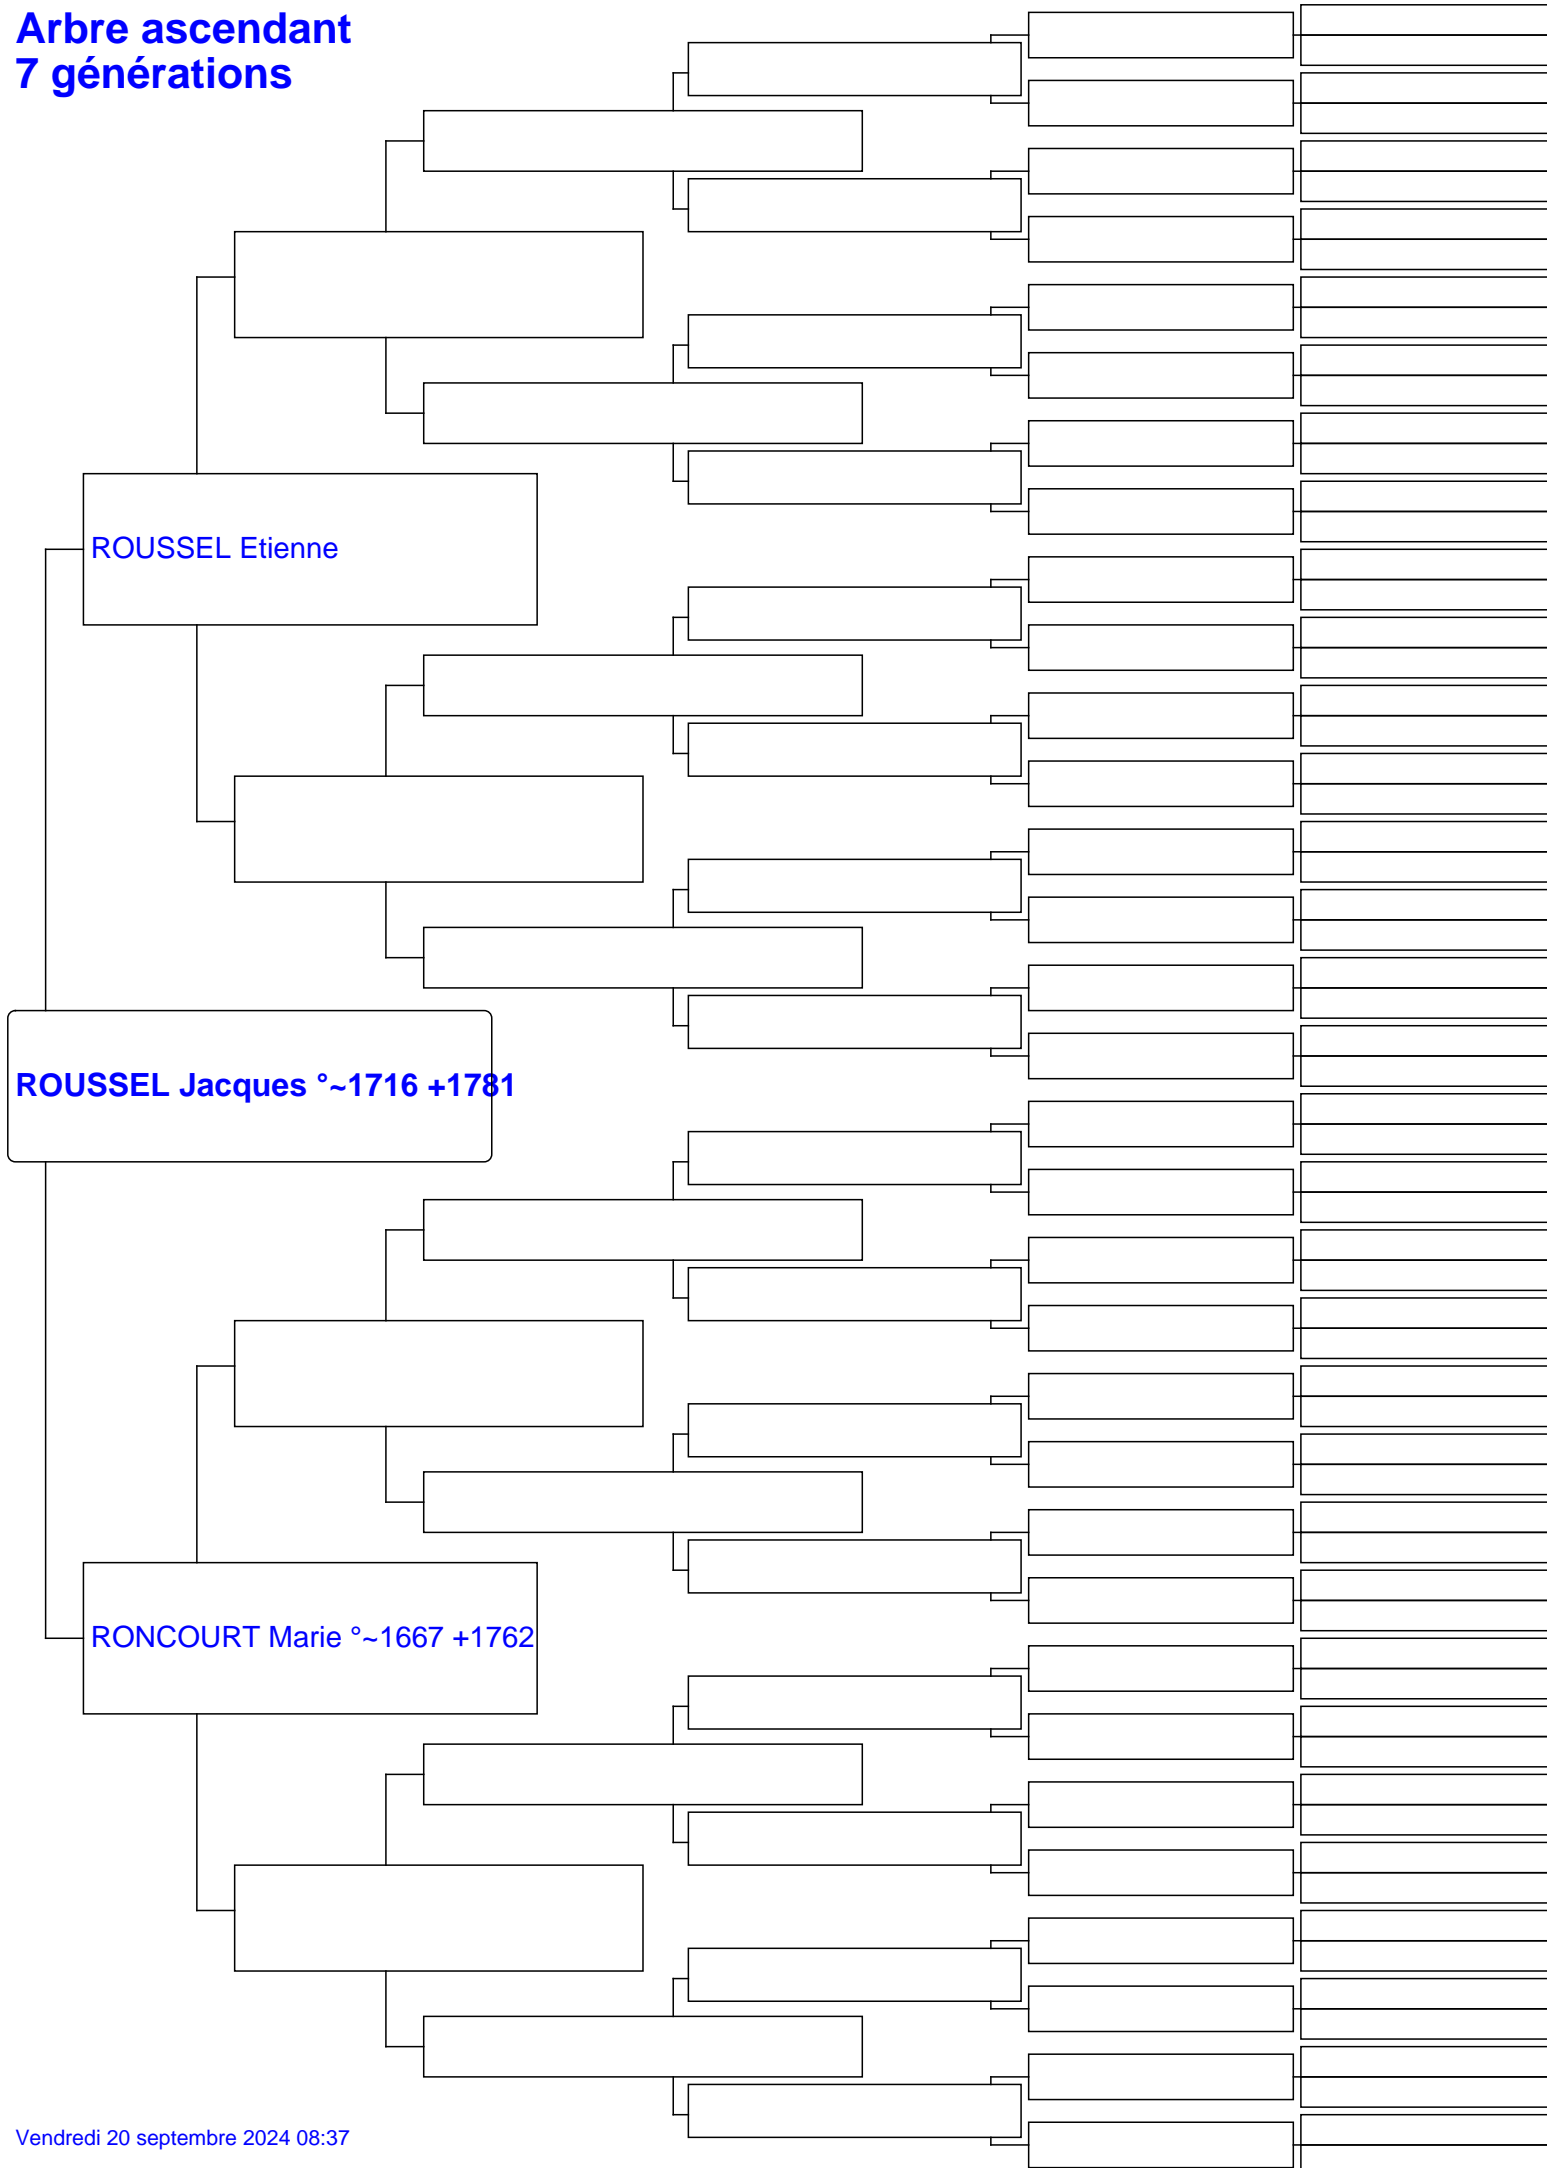 Arbre ascendant
7 générations
ROUSSEL Etienne
ROUSSEL Jacques °~1716 +1781
RONCOURT Marie °~1667 +1762
Vendredi 20 septembre 2024 08:37